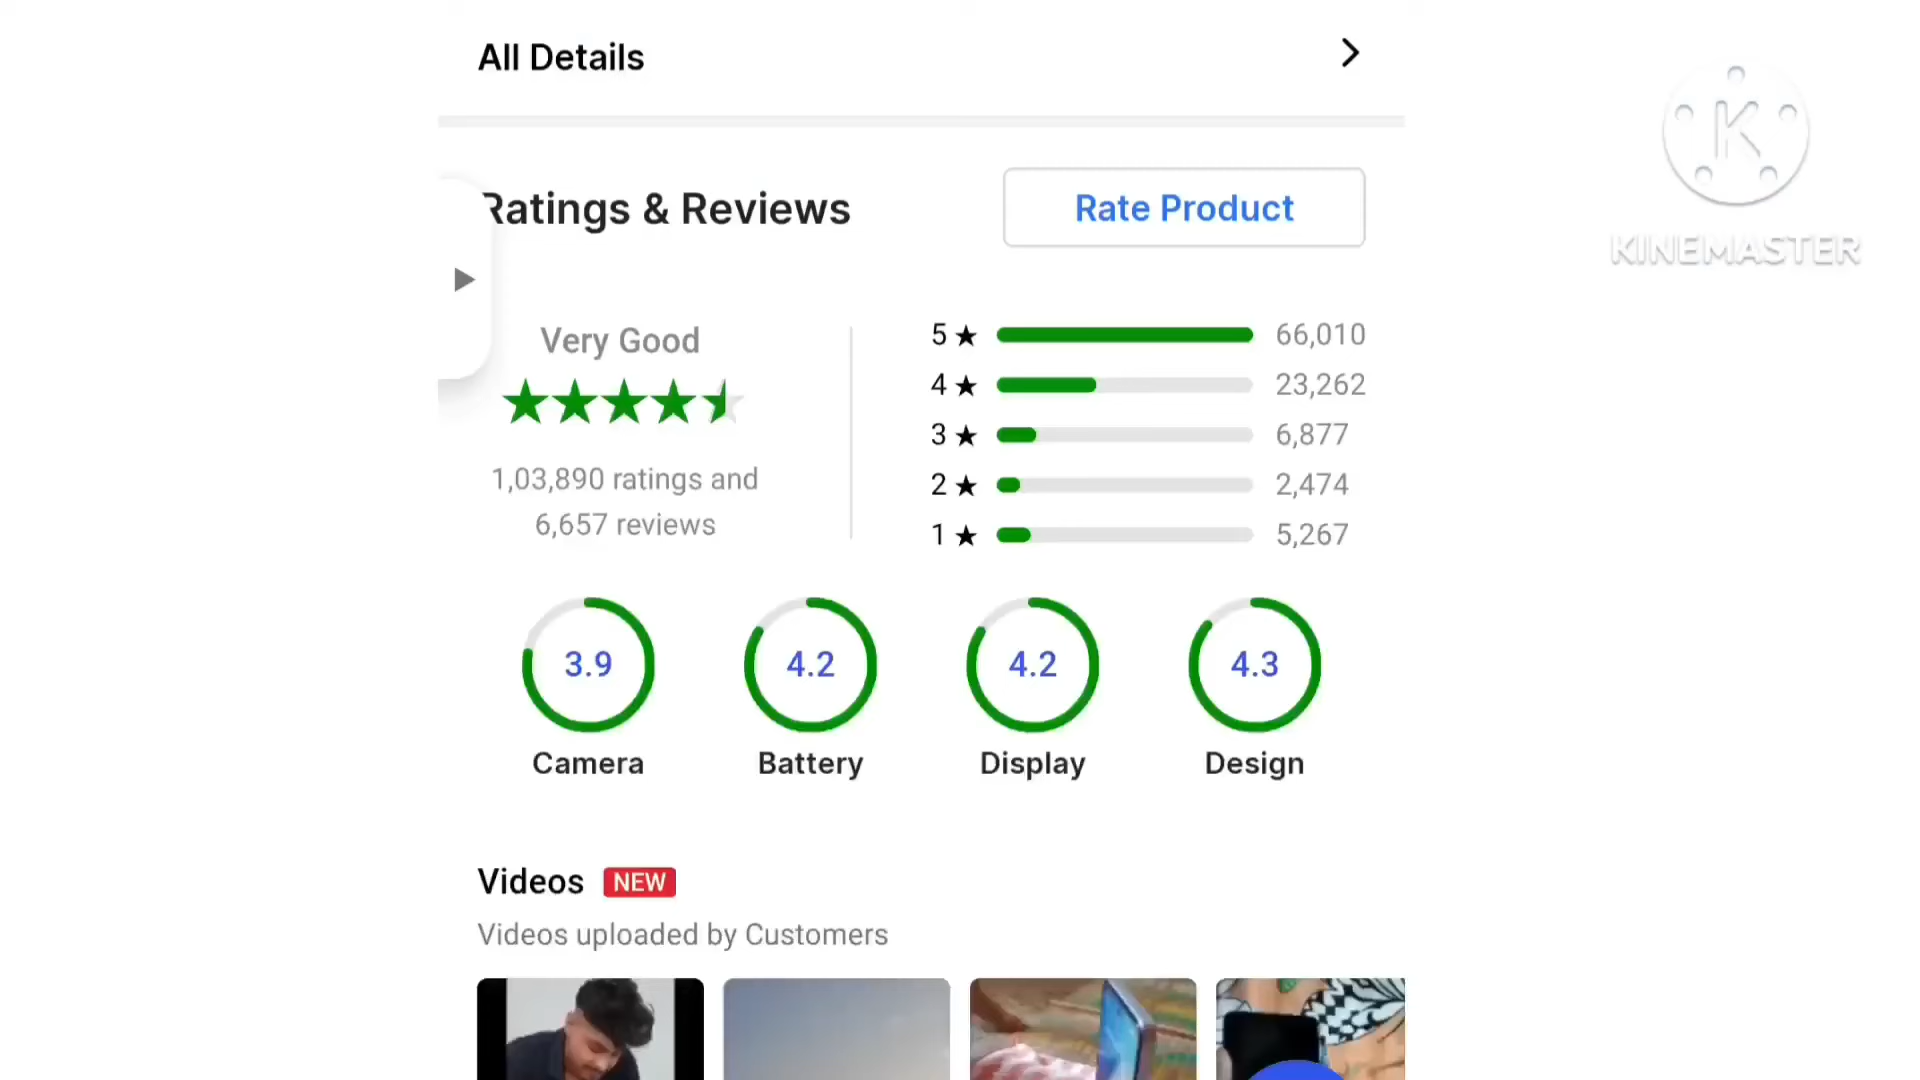 All Details
Ratings & Reviews
Rate Product
Very Good
1,03,890 ratings and
6,657 reviews
5 ★ 66,010
4 ★ 23,262
3 ★ 6,877
2 ★ 2,474
1 ★ 5,267
3.9 4.2 4.2 4.3
Camera Battery Display Design
Videos NEW
Videos uploaded by Customers
K
KINEMASTER